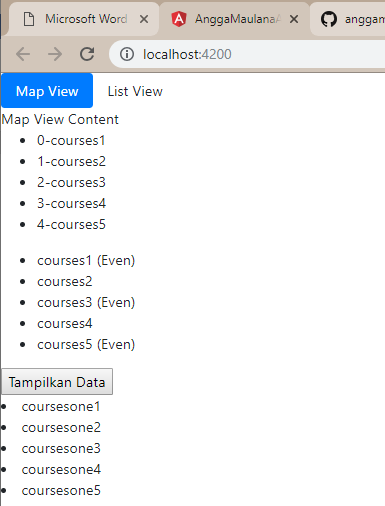 Microsoft Word
AnggaMaulanaA
anggam
localhost:4200
Map View List View
Map View Content
0-courses1
1-courses2
2-courses3
3-courses4
4-courses5
courses1 (Even)
courses2
courses3 (Even)
courses4
courses5 (Even)
Tampilkan Data
coursesone1
coursesone2
coursesone3
coursesone4
coursesone5